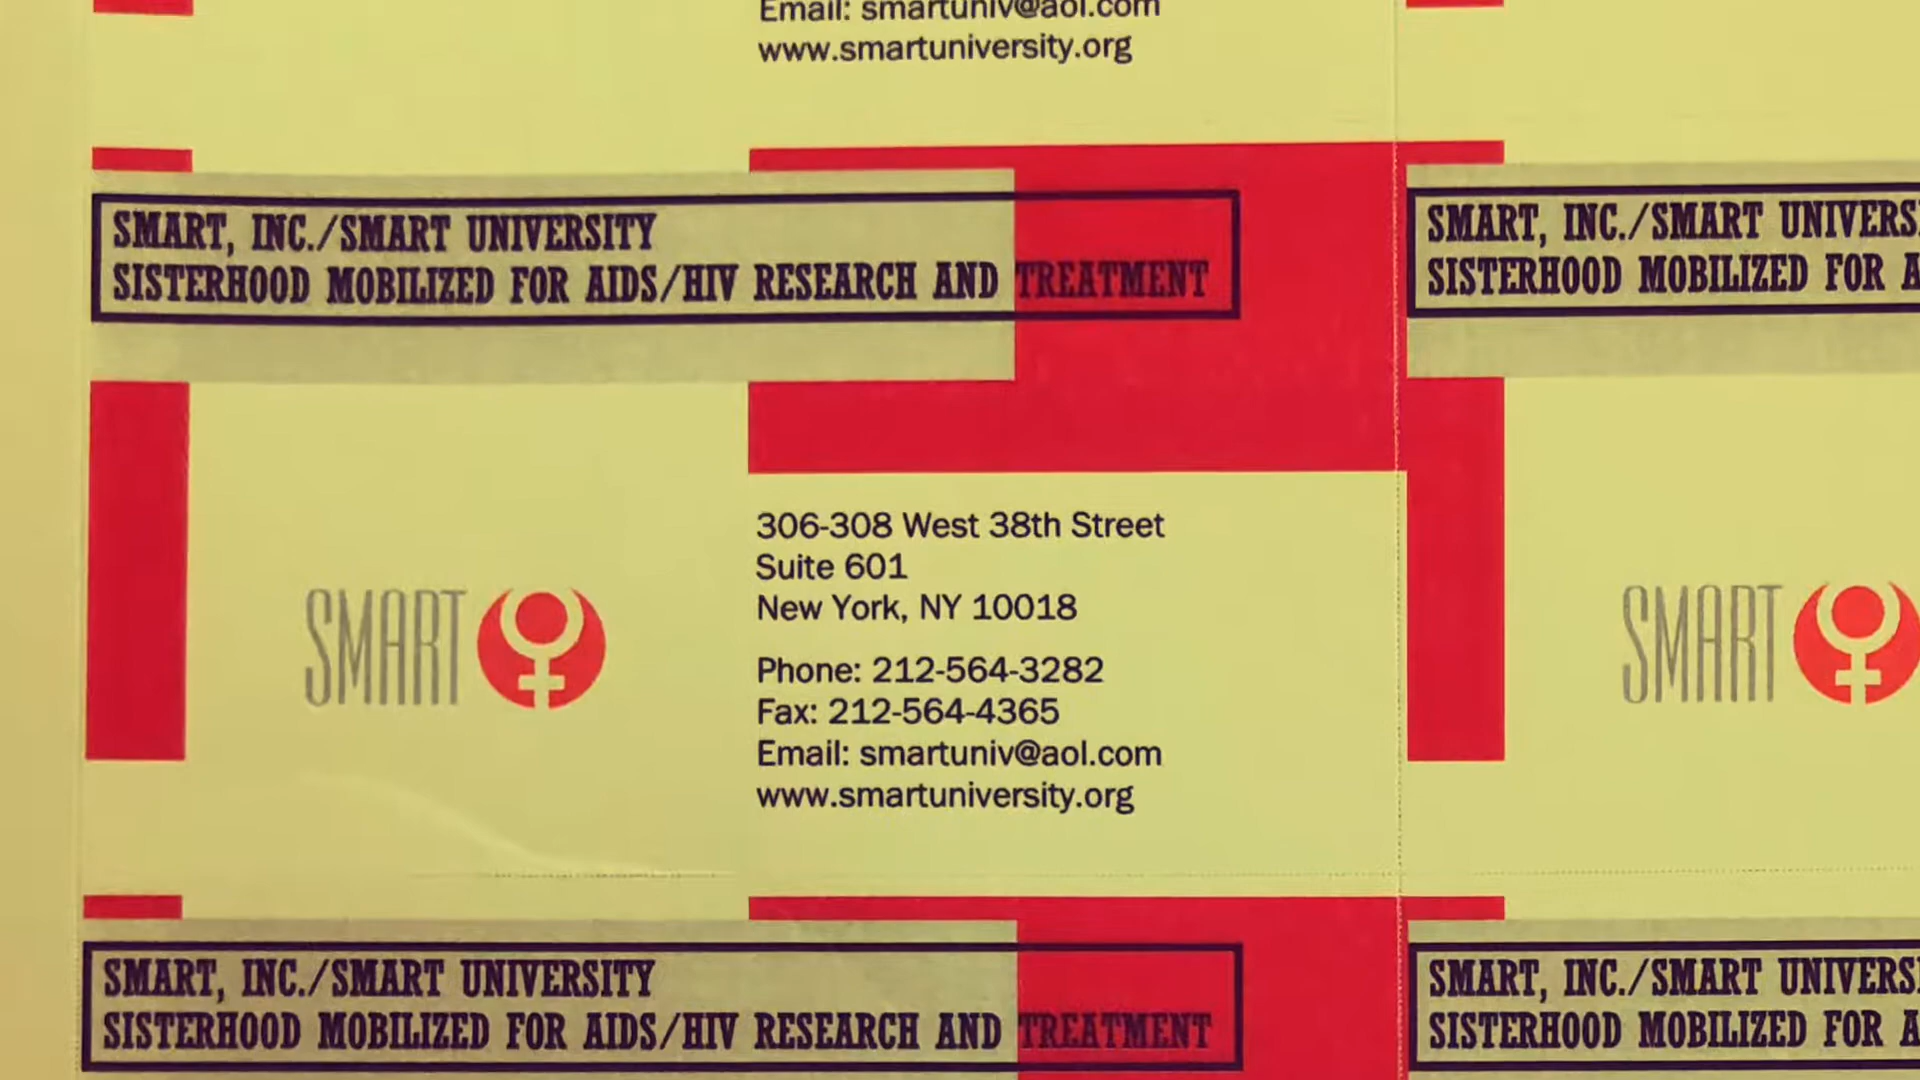 Email: smartuniv@aol.com
www.smartuniversity.org
SMART, INC./SMART UNIVERSITY
SISTERHOOD MOBILIZED FOR AIDS/HIV RESEARCH AND TREATMENT
SMART, INC./SMART UNIVERS
SISTERHOOD MOBILIZED FOR A
SMART
306-308 West 38th Street
Suite 601
New York, NY 10018
Phone: 212-564-3282
Fax: 212-564-4365
Email: smartuniv@aol.com
www.smartuniversity.org
SMART
SMART, INC./SMART UNIVERSITY
SISTERHOOD MOBILIZED FOR AIDS/HIV RESEARCH AND TREATMENT
SMART, INC./SMART UNIVERS
SISTERHOOD MOBILIZED FOR A